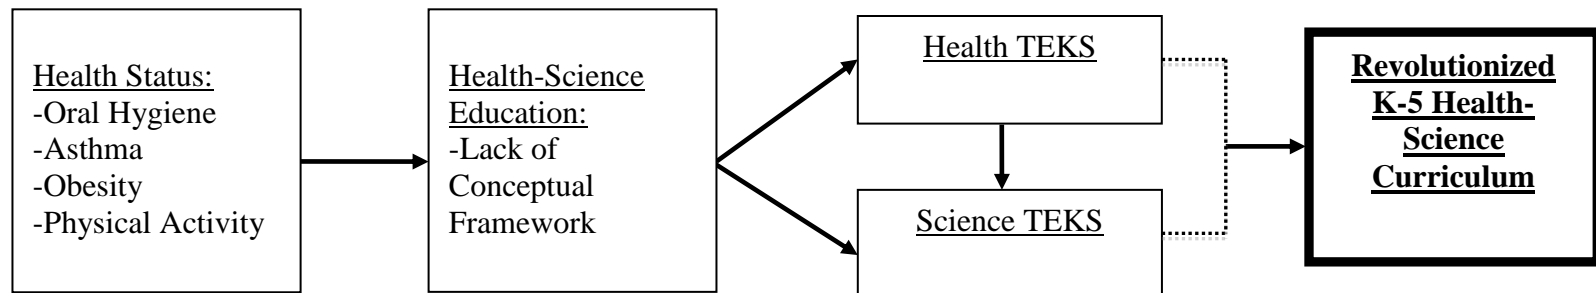 Health Status:
-Oral Hygiene
-Asthma
-Obesity
-Physical Activity
Health-Science
Education:
-Lack of
Conceptual
Framework
Health TEKS
Science TEKS
Revolutionized
K-5 Health-
Science
Curriculum